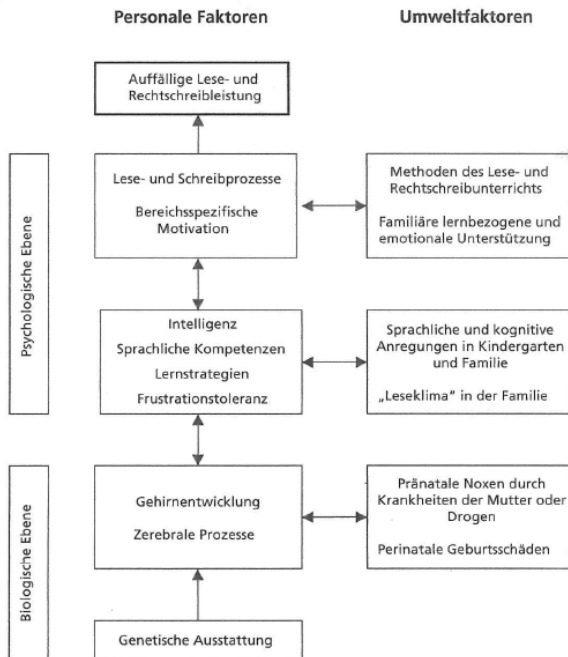 Personale Faktoren
Umweltfaktoren
Auffällige Lese- und
Rechtschreibleistung
Psychologische Ebene
Lese- und Schreibprozesse
Bereichsspezifische
Motivation
Methoden des Lese- und
Rechtschreibunterrichts
Familiäre lernbezogene und
emotionale Unterstützung
Intelligenz
Sprachliche Kompetenzen
Lernstrategien
Frustrationstoleranz
Sprachliche und kognitive
Anregungen in Kindergarten
und Familie
„Leseklima" in der Familie
Biologische Ebene
Gehirnentwicklung
Zerebrale Prozesse
Pränatale Noxen durch
Krankheiten der Mutter oder
Drogen
Perinatale Geburtsschäden
Genetische Ausstattung